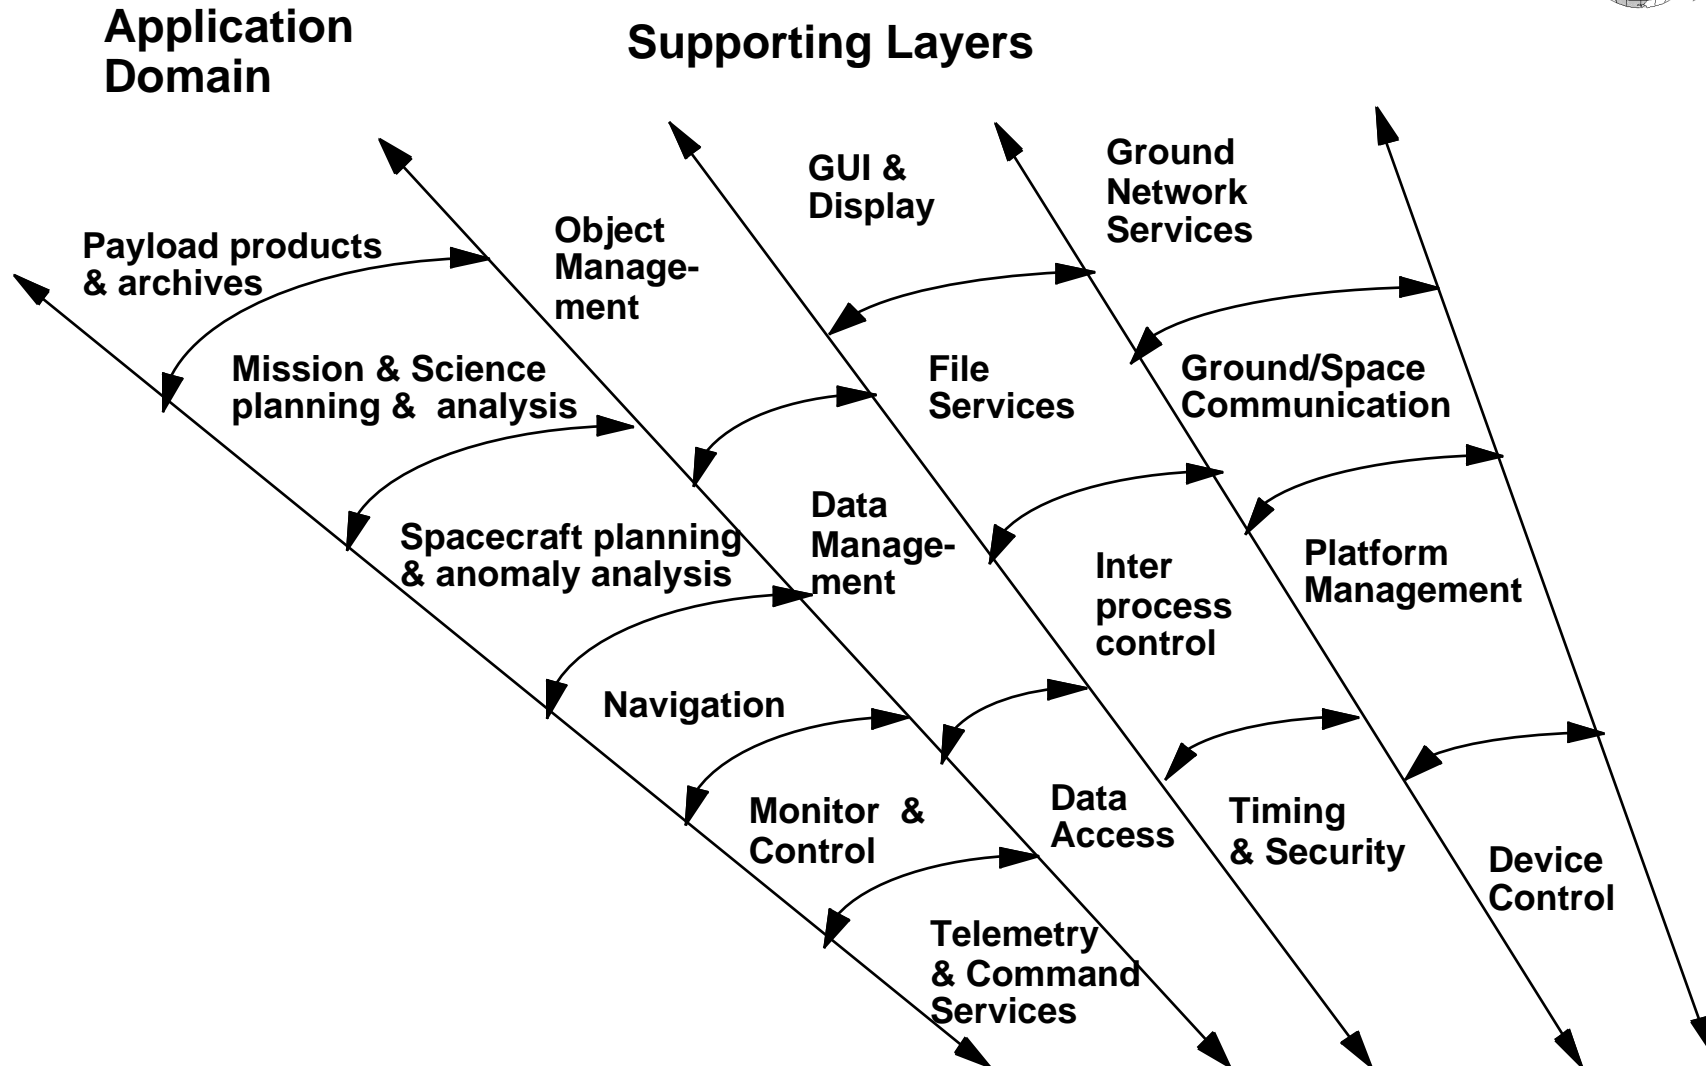 Application
Domain
Supporting Layers
Payload products
& archives
Mission & Science
planning & analysis
Spacecraft planning
& anomaly analysis
Navigation
Monitor &
Control
Telemetry
& Command
Services
Object
Manage-
ment
Data
Manage-
ment
Data
Access
GUI &
Display
File
Services
Inter
process
control
Timing
& Security
Ground
Network
Services
Ground/Space
Communication
Platform
Management
Device
Control